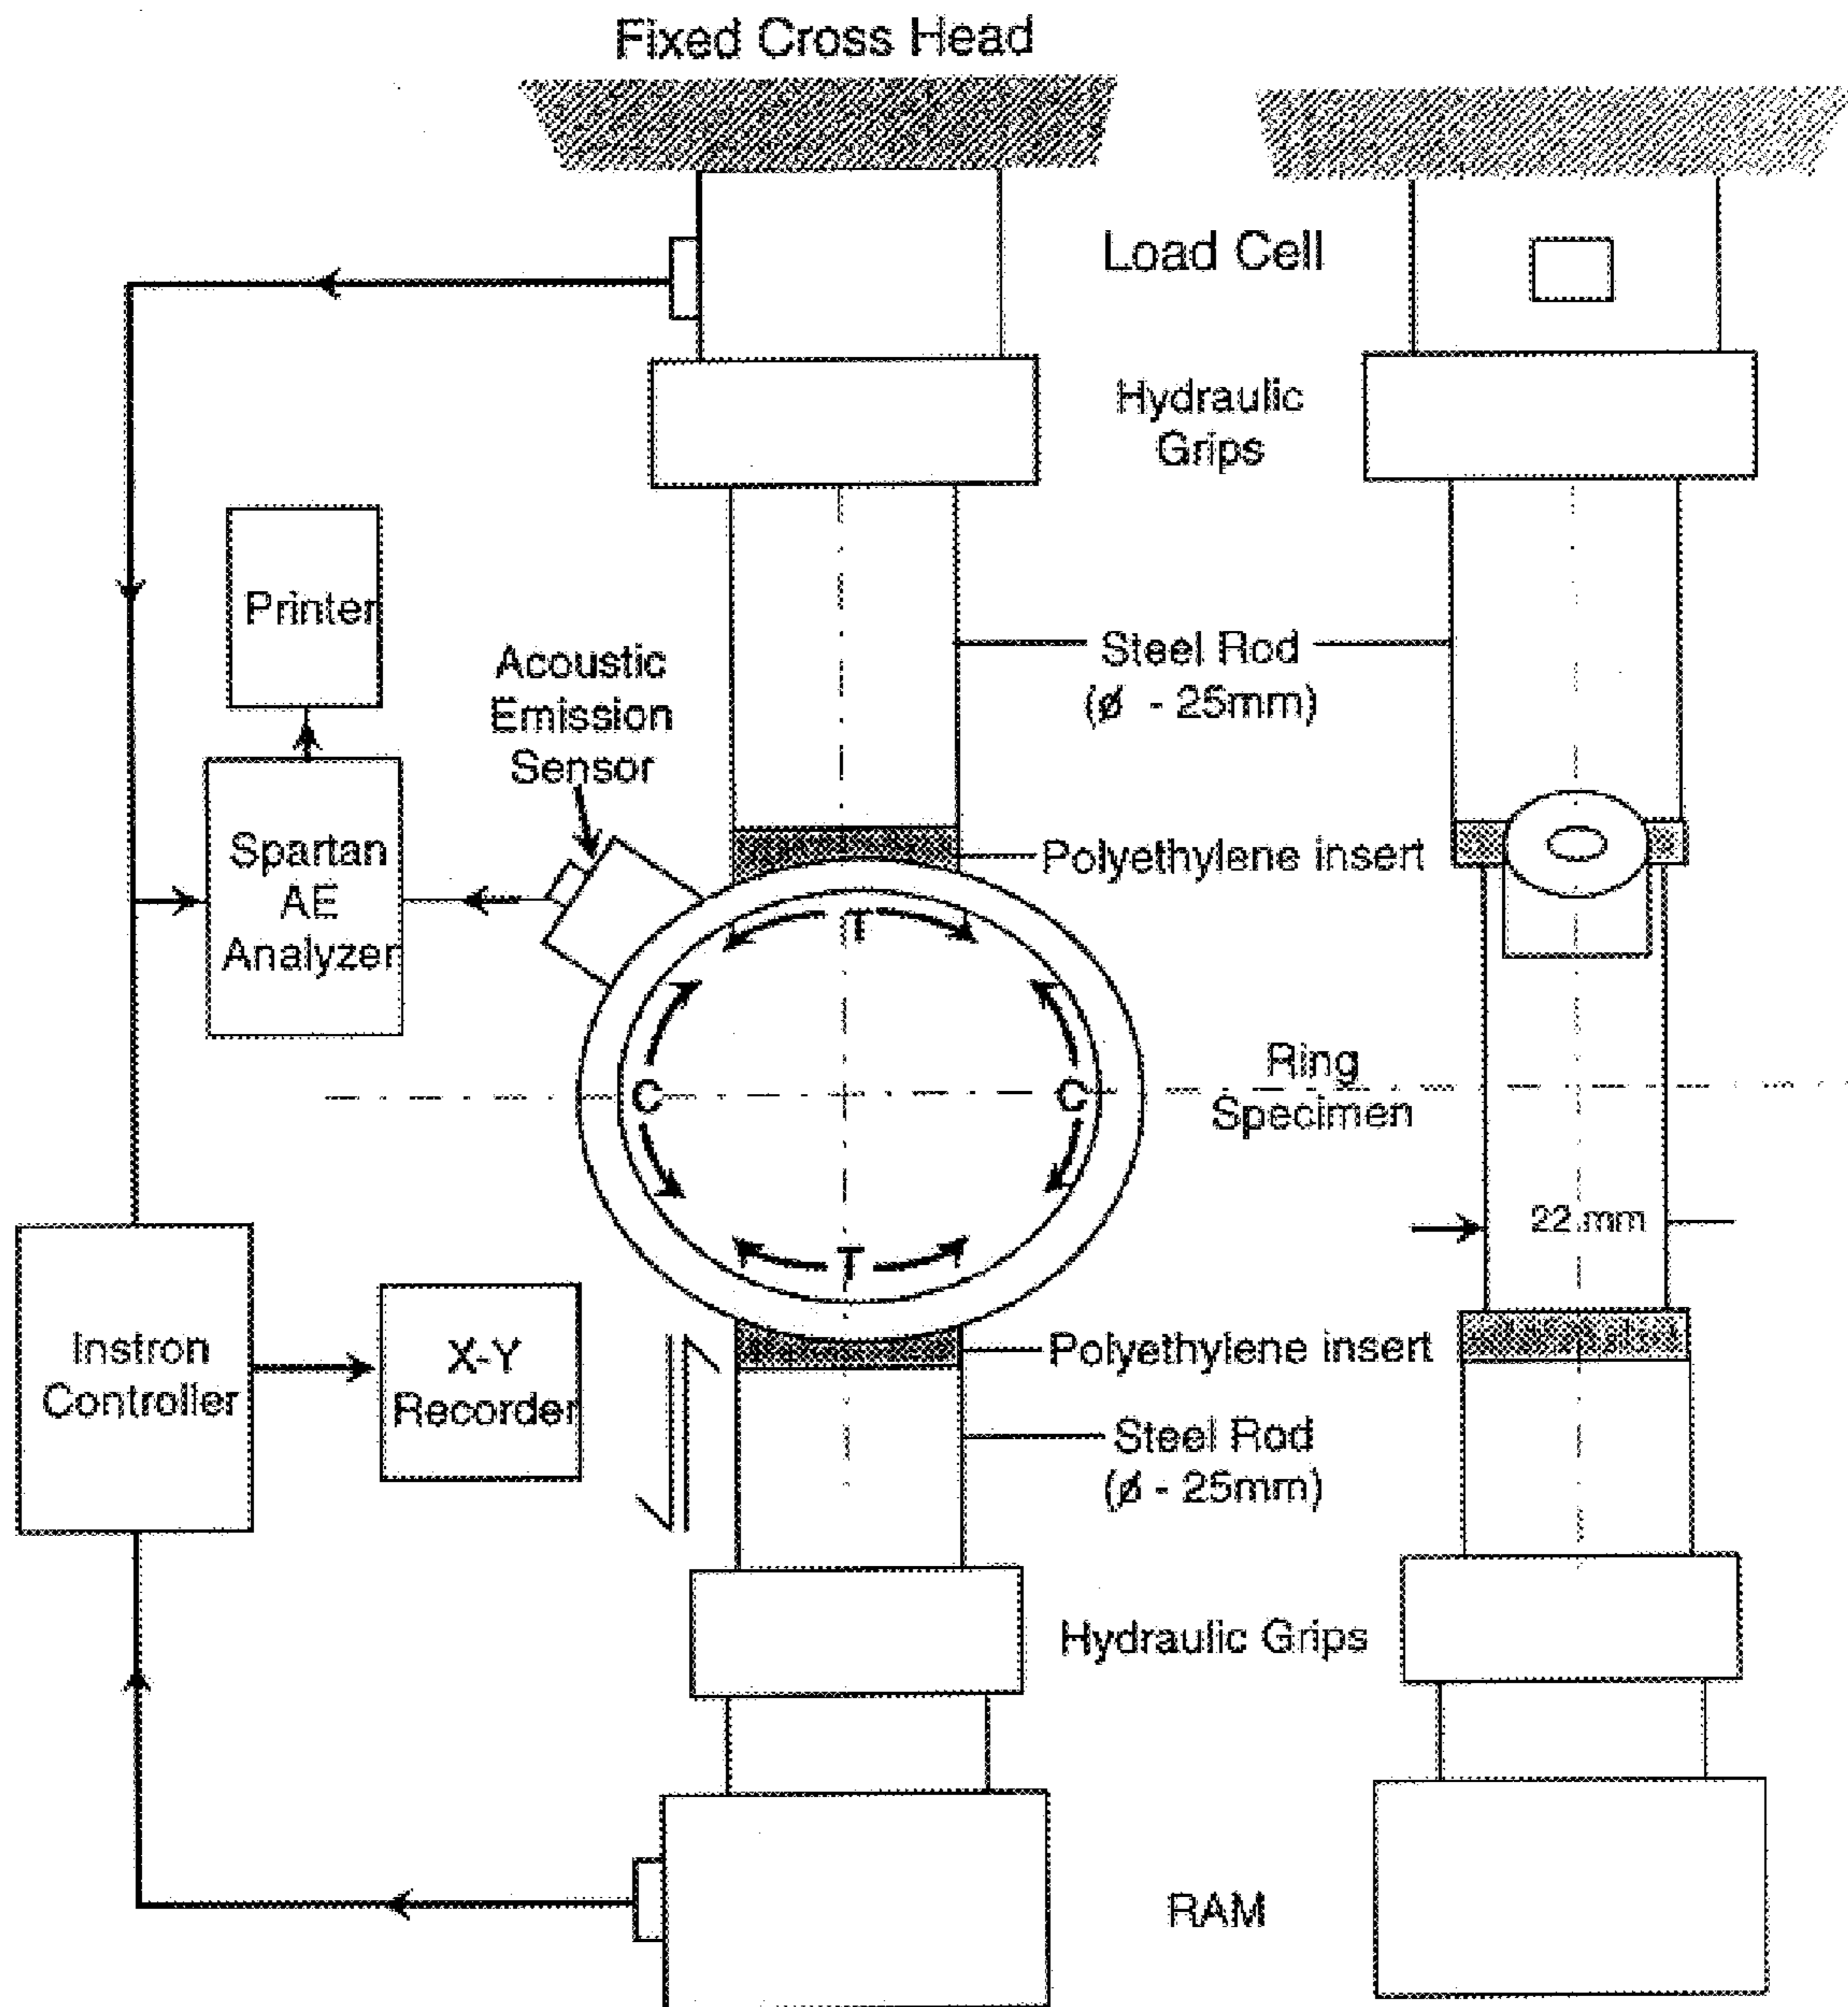 Fixed Cross Head
Load Cell
Hydraulic
Grips
Printer
Acoustic
Emission
Sensor
Steel Rod
(ø - 25mm)
Spartan
AE
Analyzer
Polyethylene insert
T
C
C
Ring
Specimen
T
22 mm
Instron
Controller
X-Y
Recorder
Polyethylene insert
Steel Rod
(ø - 25mm)
Hydraulic Grips
RAM